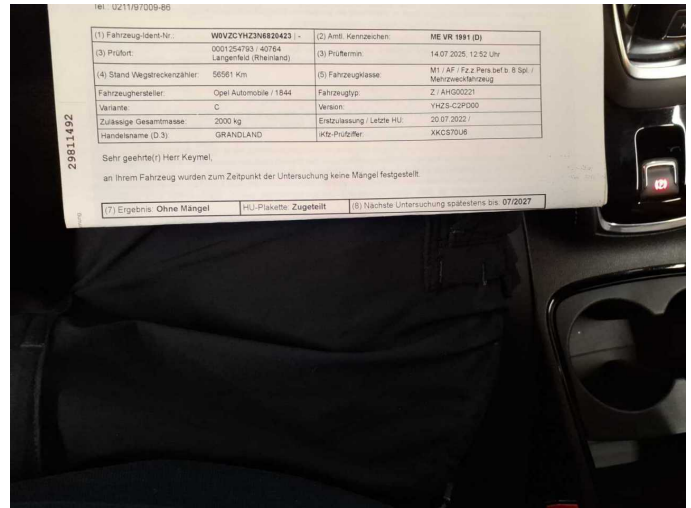 Tel.: 0211/97009-86
(1) Fahrzeug-Ident-Nr.: W0VZCYHZ3N6820423 | - (2) Amtl. Kennzeichen: ME VR 1991 (D)
(3) Prüfort: 0001254793 / 40764 Langenfeld (Rheinland) (3) Prüftermin: 14.07.2025, 12:52 Uhr
(4) Stand Wegstreckenzähler: 56561 Km (5) Fahrzeugklasse: M1 / AF / Fz.z.Pers.bef.b. 8 Spl. / Mehrzweckfahrzeug
Fahrzeughersteller: Opel Automobile / 1844 Fahrzeugtyp: Z / AHG00221
Variante: C Version: YHZS-C2PD00
Zulässige Gesamtmasse: 2000 kg Erstzulassung / Letzte HU: 20.07.2022 /
Handelsname (D.3): GRANDLAND iKfz-Prüfziffer: XKCS70U6
Sehr geehrte(r) Herr Keymel,
an Ihrem Fahrzeug wurden zum Zeitpunkt der Untersuchung keine Mängel festgestellt.
(7) Ergebnis: Ohne Mängel HU-Plakette: Zugeteilt (6) Nächste Untersuchung spätestens bis: 07/2027
29811492